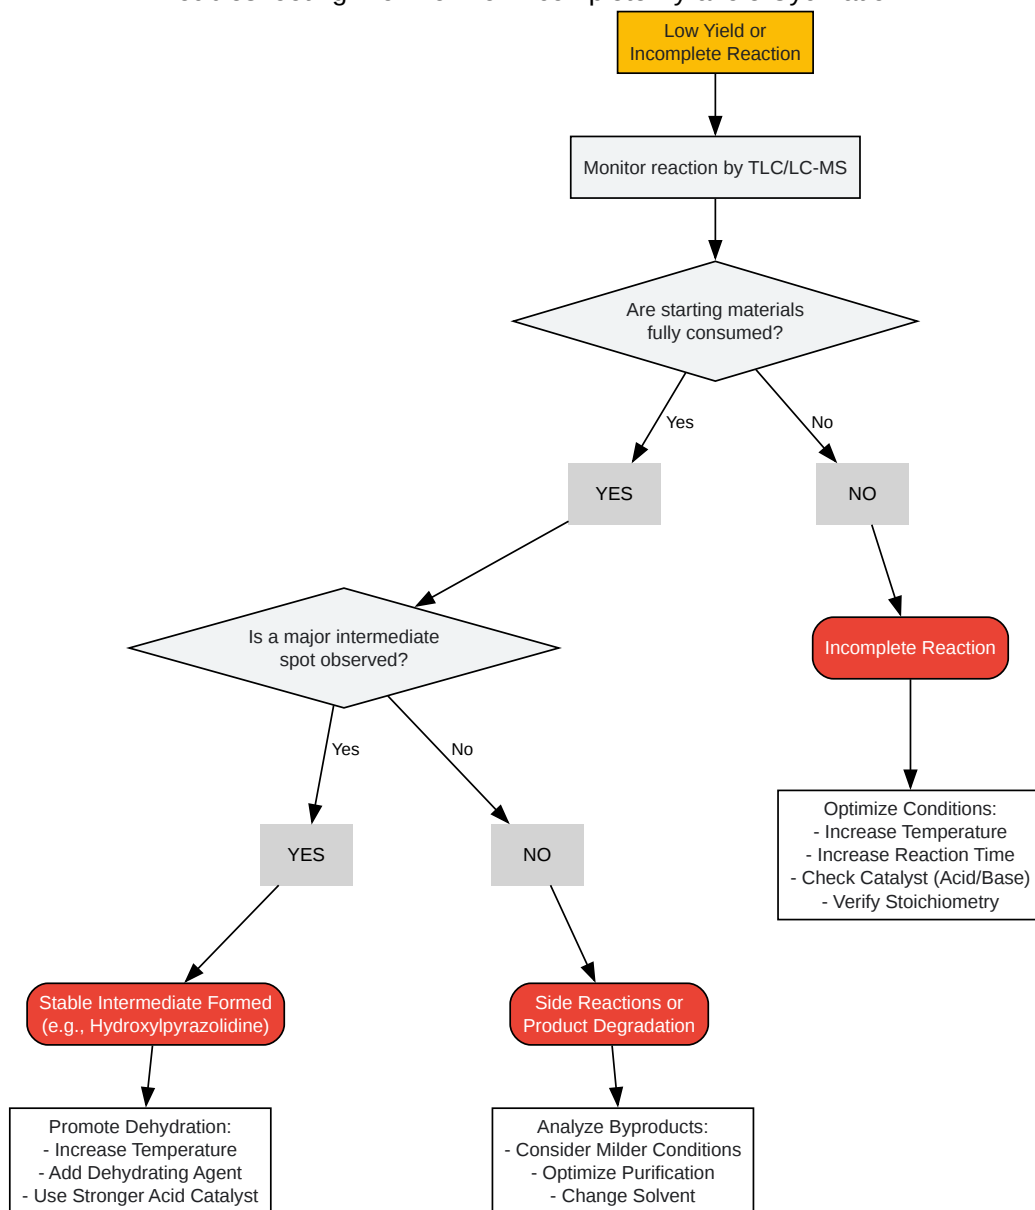 Low Yield or
Incomplete Reaction
Monitor reaction by TLC/LC-MS
Are starting materials
fully consumed?
Yes
No
YES
NO
Is a major intermediate
spot observed?
Incomplete Reaction
Yes
No
Optimize Conditions:
- Increase Temperature
- Increase Reaction Time
- Check Catalyst (Acid/Base)
- Verify Stoichiometry
YES
NO
Stable Intermediate Formed
(e.g., Hydroxylpyrazolidine)
Side Reactions or
Product Degradation
Promote Dehydration:
- Increase Temperature
- Add Dehydrating Agent
- Use Stronger Acid Catalyst
Analyze Byproducts:
- Consider Milder Conditions
- Optimize Purification
- Change Solvent